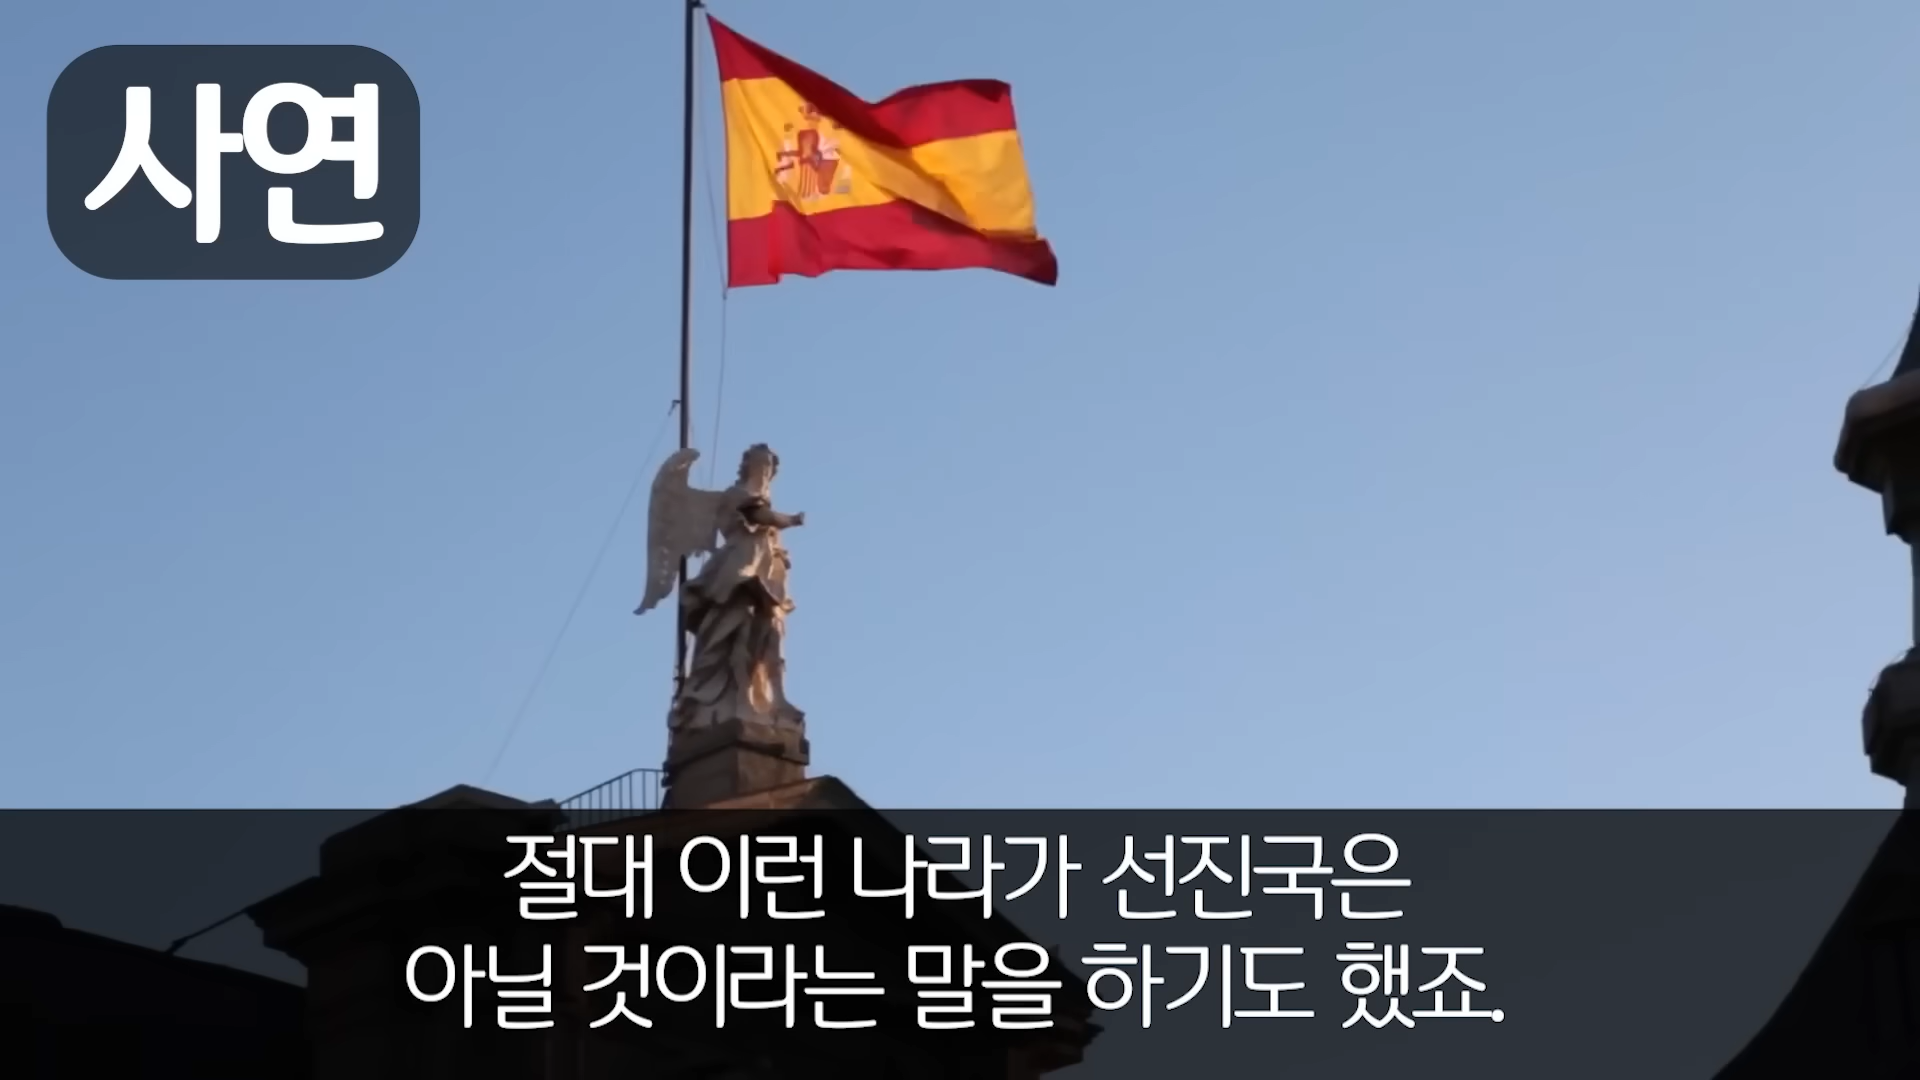 사연
절대 이런 나라가 선진국은
아닐 것이라는 말을 하기도 했죠.